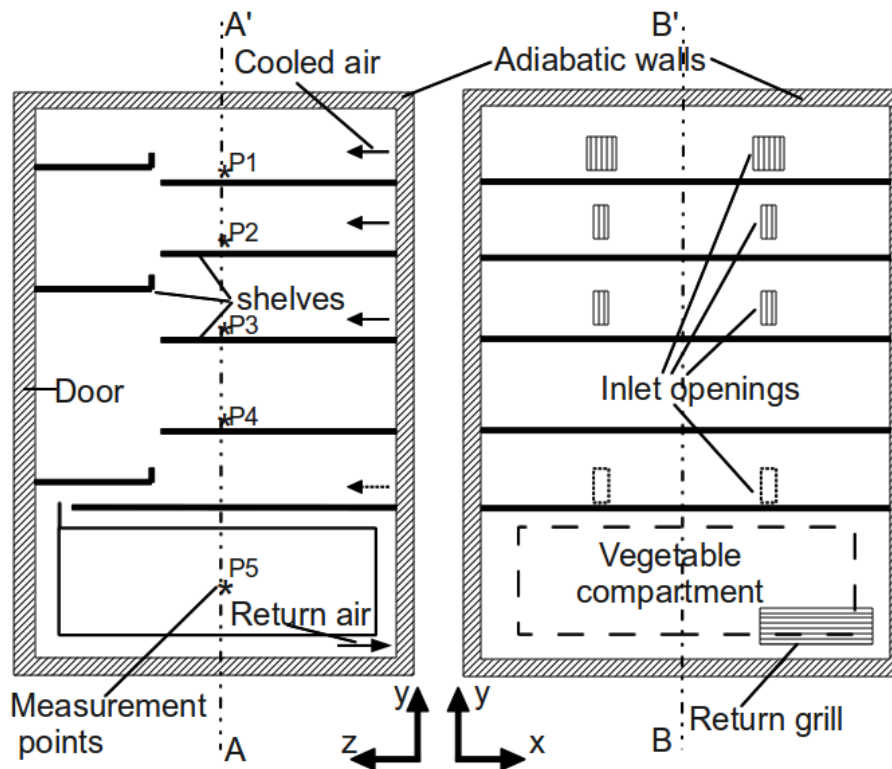 A'
B'
Cooled air
Adiabatic walls
P1
P2
shelves
P3
Door
Inlet openings
P4
P5
Vegetable
compartment
Return air
Measurement
points
y
y
Return grill
z
x
A
B